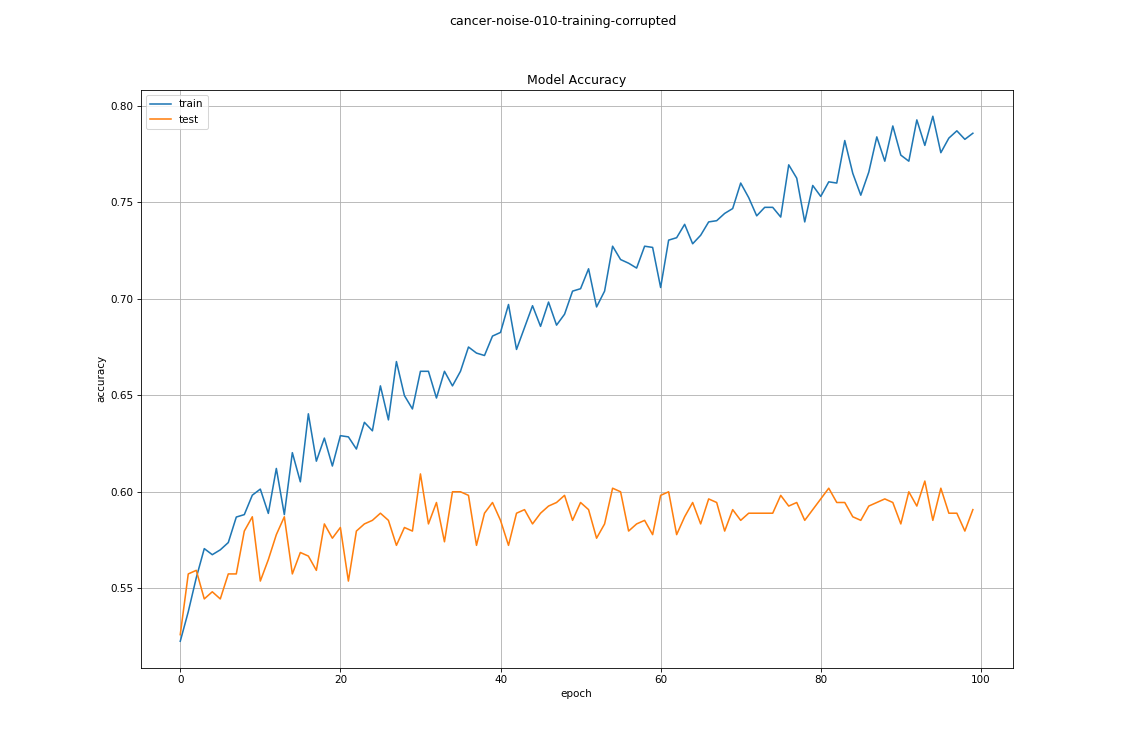 cancer-noise-010-training-corrupted
Model Accuracy
train
test
0.80
0.75
0.70
0.65
0.60
0.55
accuracy
0 20 40 60 80 100
epoch